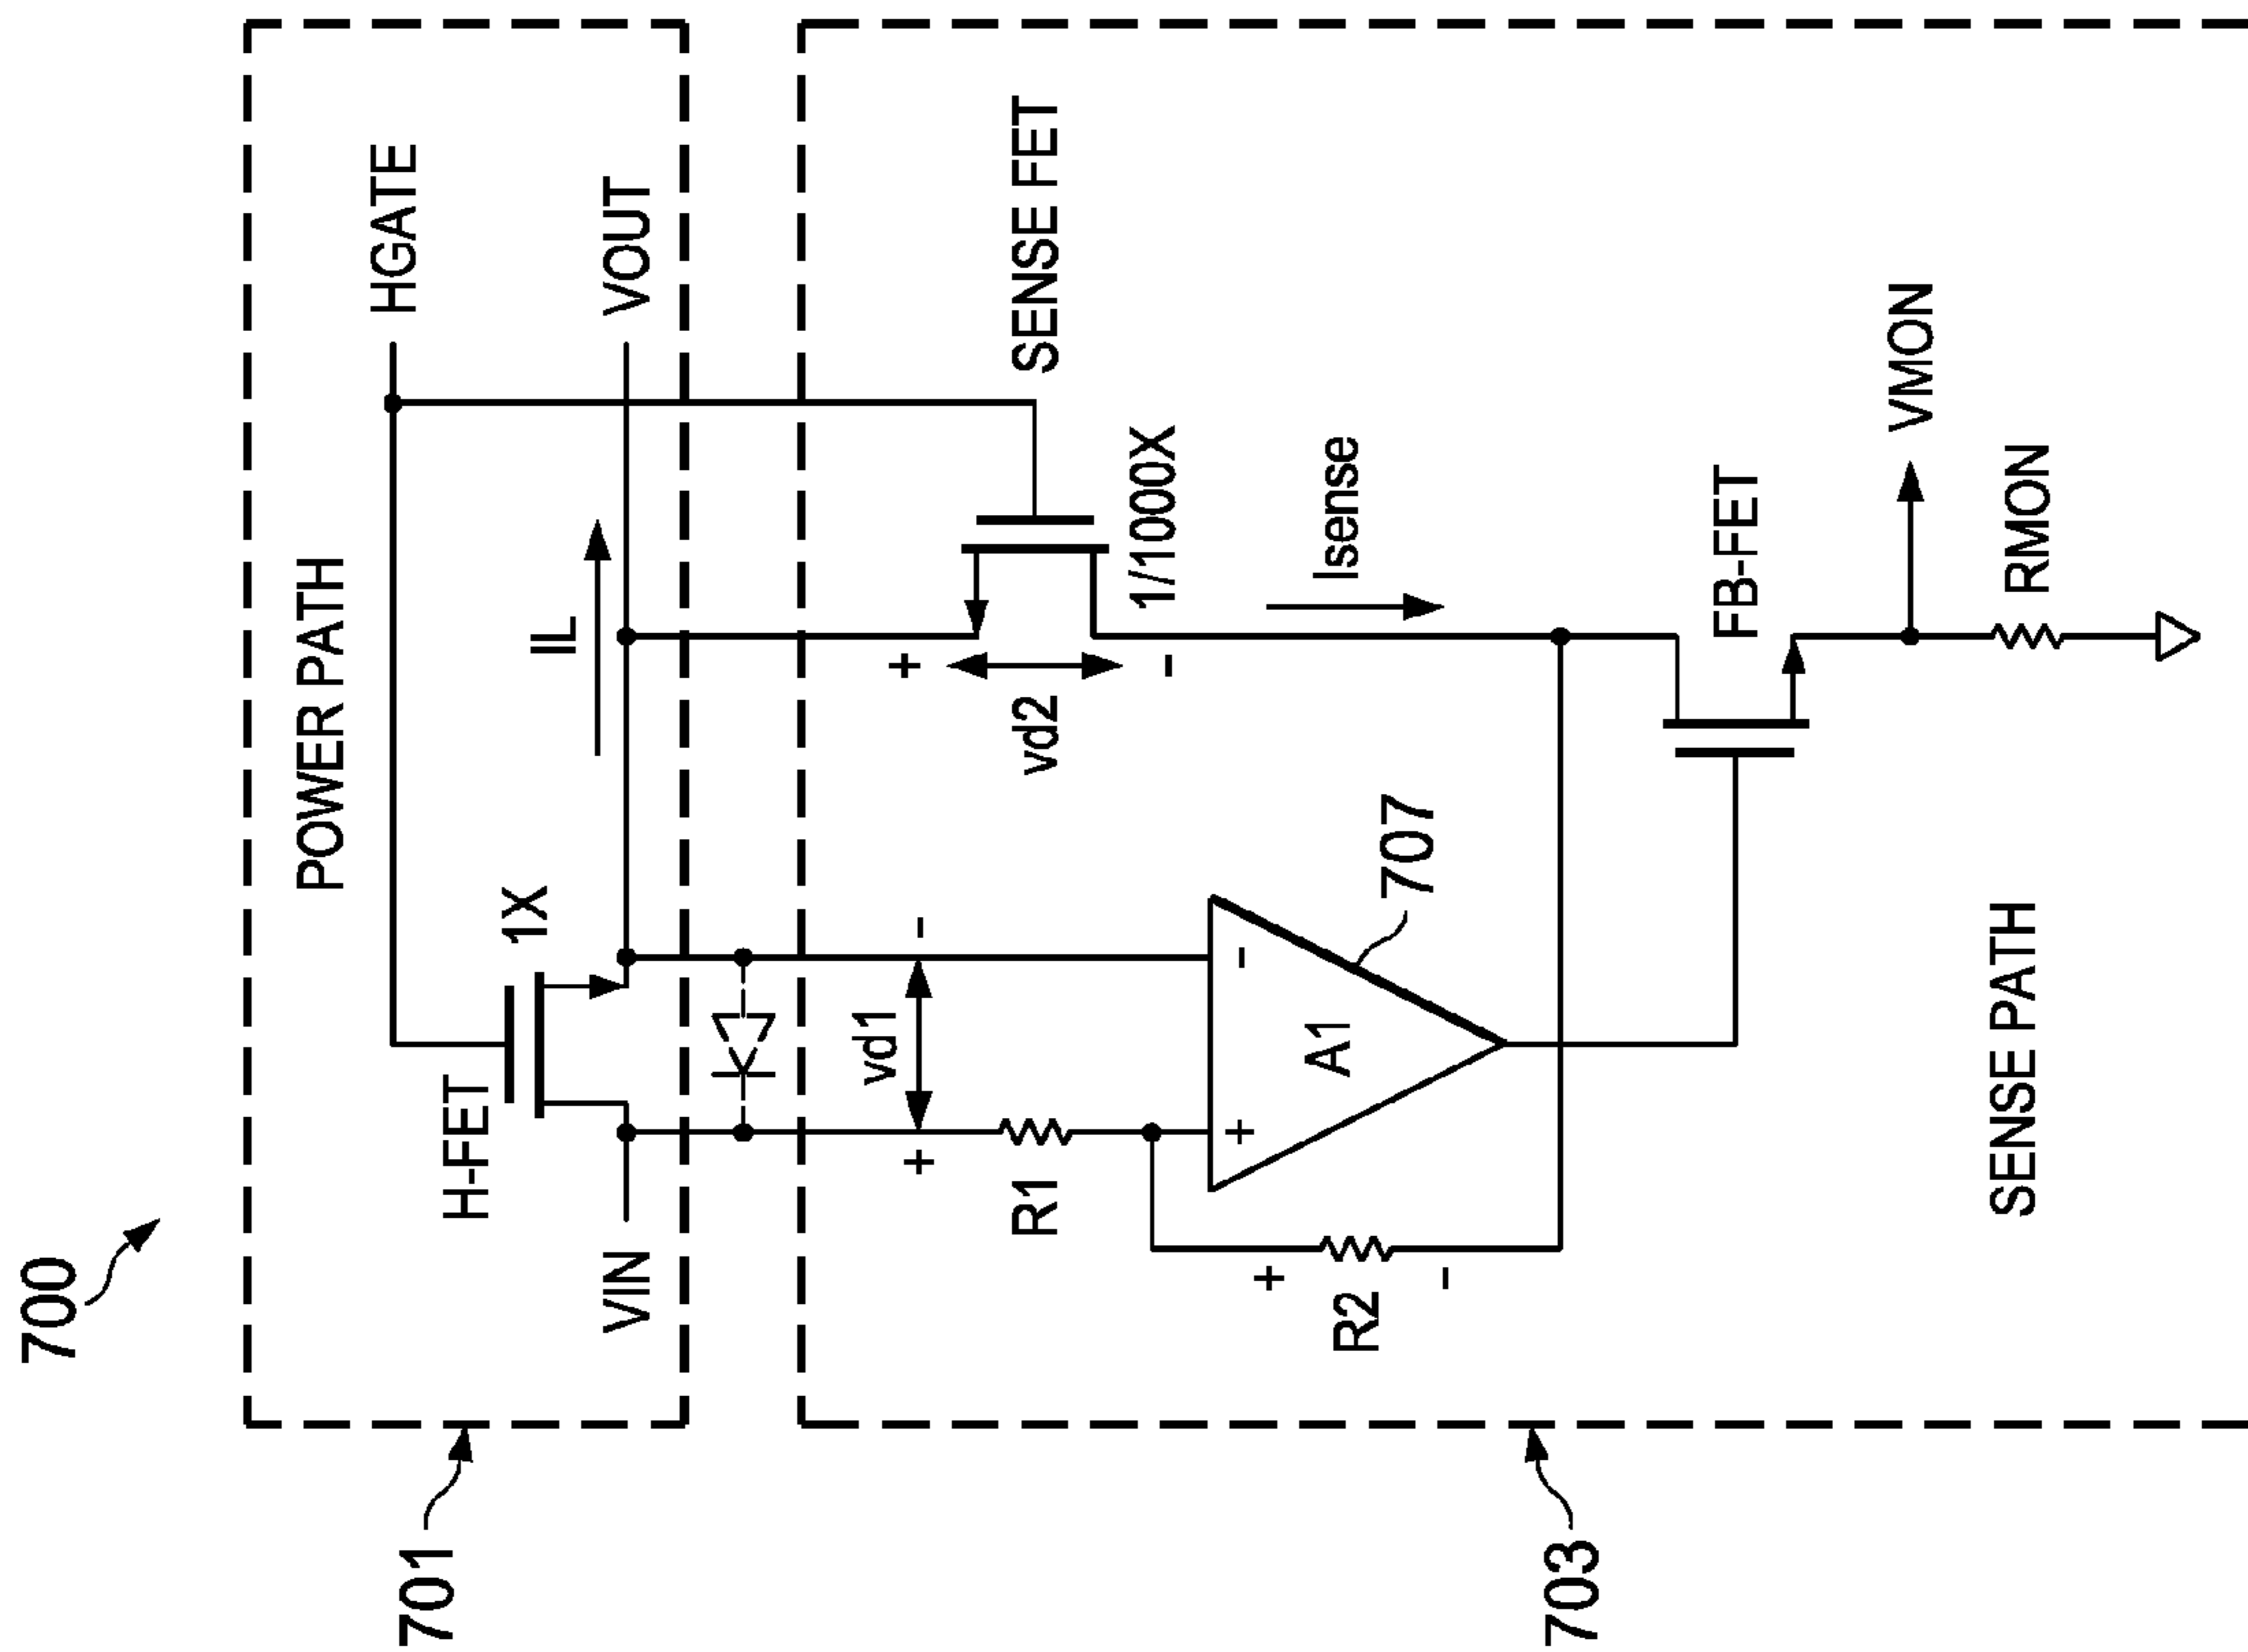 700
701
703
POWER PATH
HGATE
H-FET
1X
IL
VIN
VOUT
vd1
+
-
R1
+
-
A1
707
R2
+
-
SENSE FET
vd2
+
-
1/1000X
Isense
FB-FET
VMON
RMON
SENSE PATH